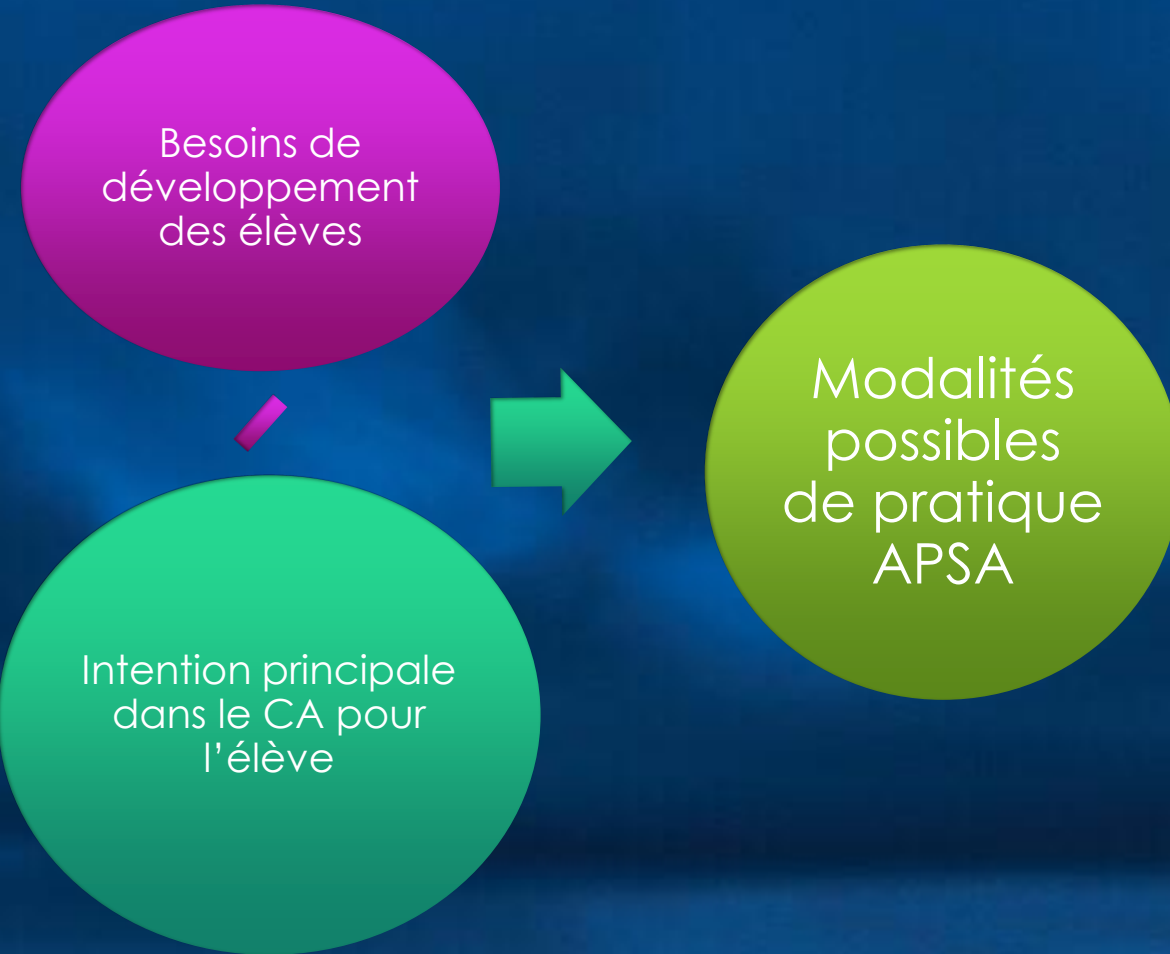 Besoins de
développement
des élèves
Intention principale
dans le CA pour
l’élève
Modalités
possibles
de pratique
APSA